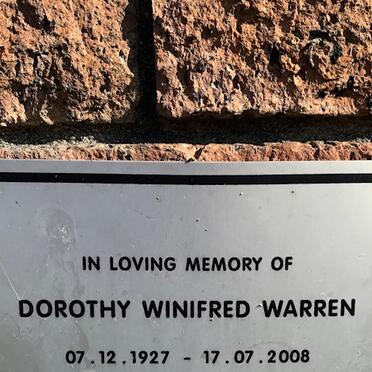 IN LOVING MEMORY OF
DOROTHY WINIFRED WARREN
07.12.1927 - 17.07.2008